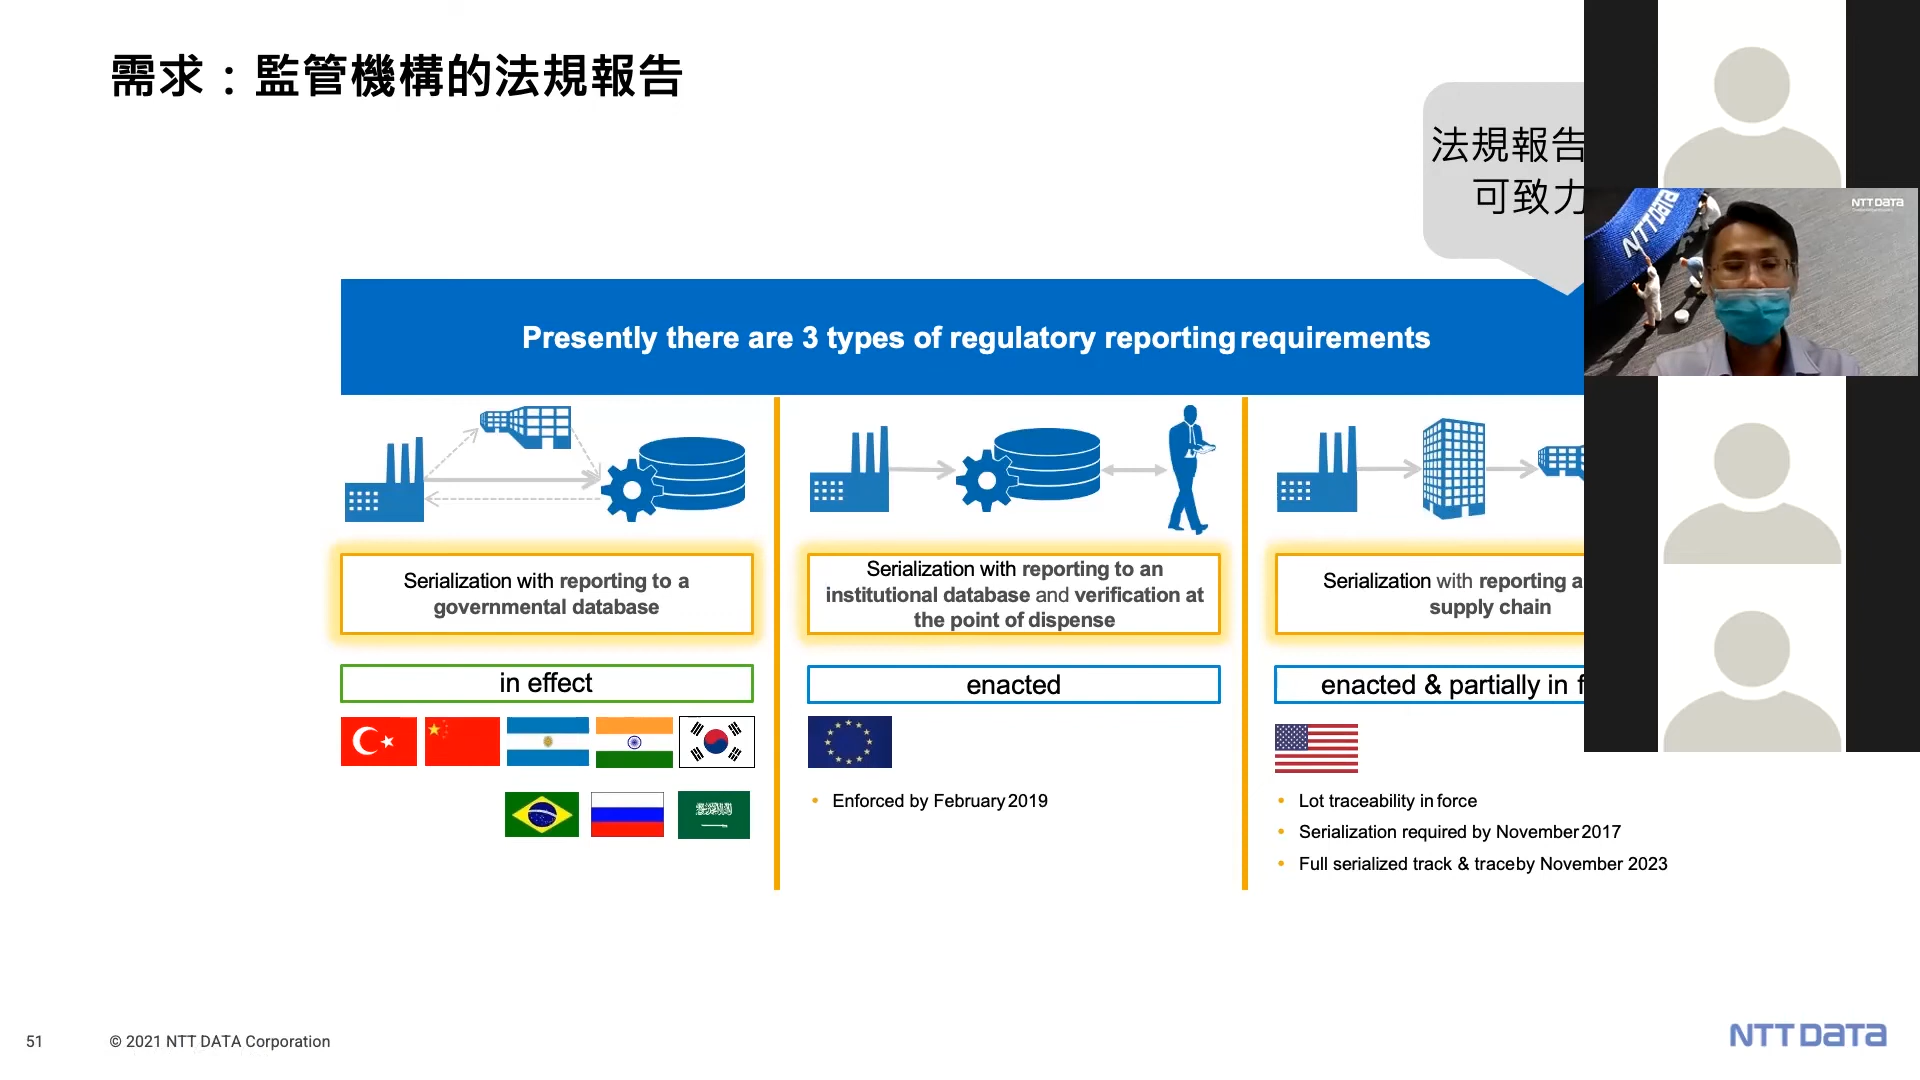 需求：監管機構的法規報告
法規報告
可致力
NTT DATA
NTT DATA
Presently there are 3 types of regulatory reporting requirements
Serialization with reporting to a
governmental database
Serialization with reporting to an
institutional database and verification at
the point of dispense
Serialization with reporting a
supply chain
in effect
enacted
enacted & partially in f
Enforced by February 2019
Lot traceability in force
Serialization required by November 2017
Full serialized track & trace by November 2023
51
© 2021 NTT DATA Corporation
NTT DATA